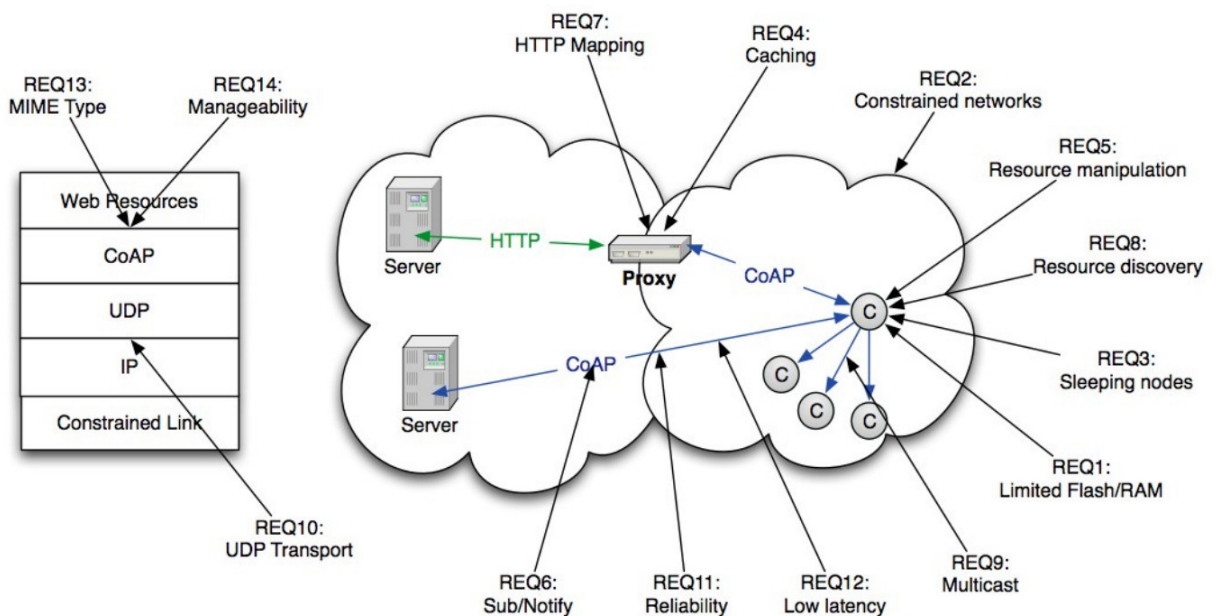 REQ7:
HTTP Mapping
REQ4:
Caching
REQ13:
MIME Type
REQ14:
Manageability
REQ2:
Constrained networks
REQ5:
Resource manipulation
Web Resources
CoAP
UDP
IP
Constrained Link
HTTP
Server
Proxy
CoAP
REQ8:
Resource discovery
C
CoAP
Server
C
C
C
REQ3:
Sleeping nodes
REQ1:
Limited Flash/RAM
REQ10:
UDP Transport
REQ6:
Sub/Notify
REQ11:
Reliability
REQ12:
Low latency
REQ9:
Multicast